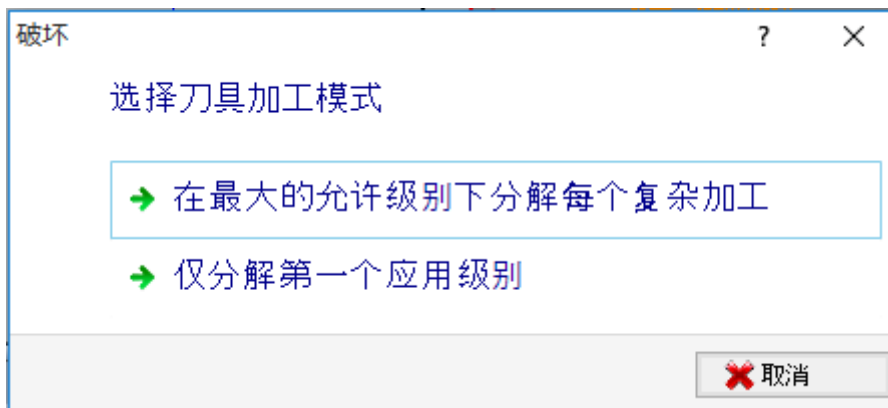 破坏
?
选择刀具加工模式
在最大的允许级别下分解每个复杂加工
仅分解第一个应用级别
取消